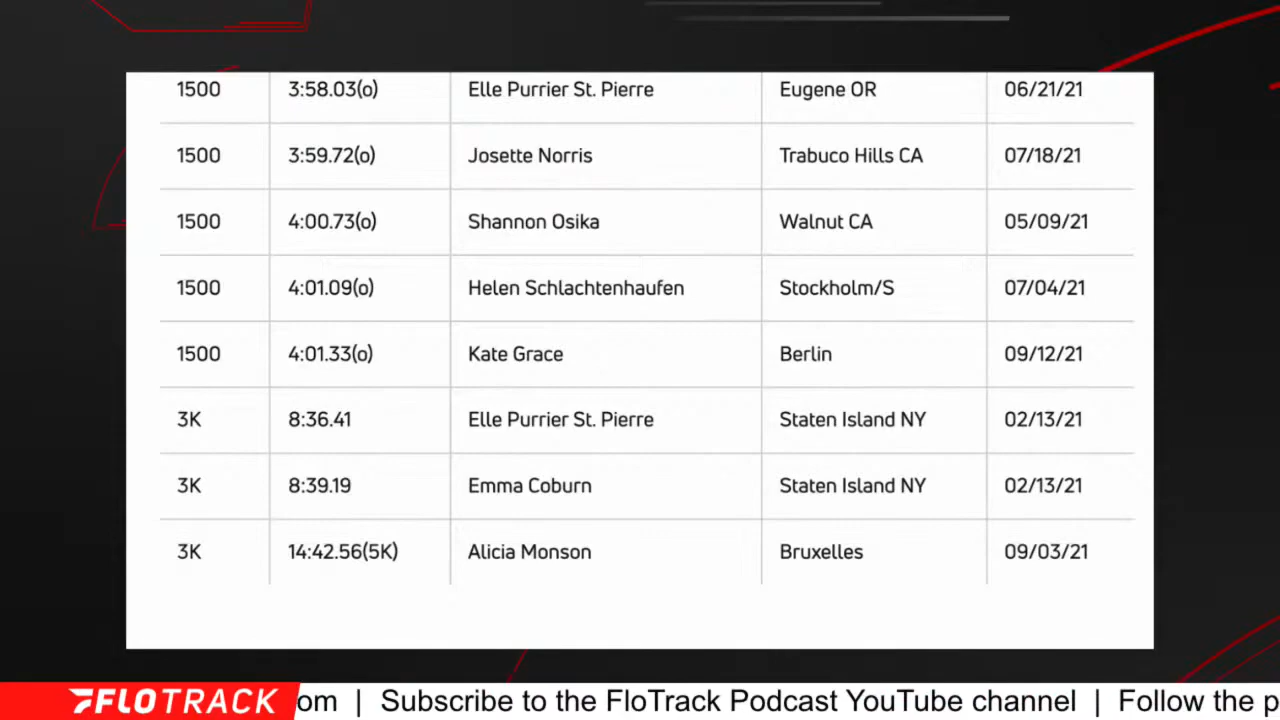 1500 3:58.03(o) Elle Purrier St. Pierre Eugene OR 06/21/21
1500 3:59.72(o) Josette Norris Trabuco Hills CA 07/18/21
1500 4:00.73(o) Shannon Osika Walnut CA 05/09/21
1500 4:01.09(o) Helen Schlachtenhaufen Stockholm/S 07/04/21
1500 4:01.33(o) Kate Grace Berlin 09/12/21
3K 8:36.41 Elle Purrier St. Pierre Staten Island NY 02/13/21
3K 8:39.19 Emma Coburn Staten Island NY 02/13/21
3K 14:42.56(5K) Alicia Monson Bruxelles 09/03/21
FLOTRACK om | Subscribe to the FloTrack Podcast YouTube channel | Follow the p